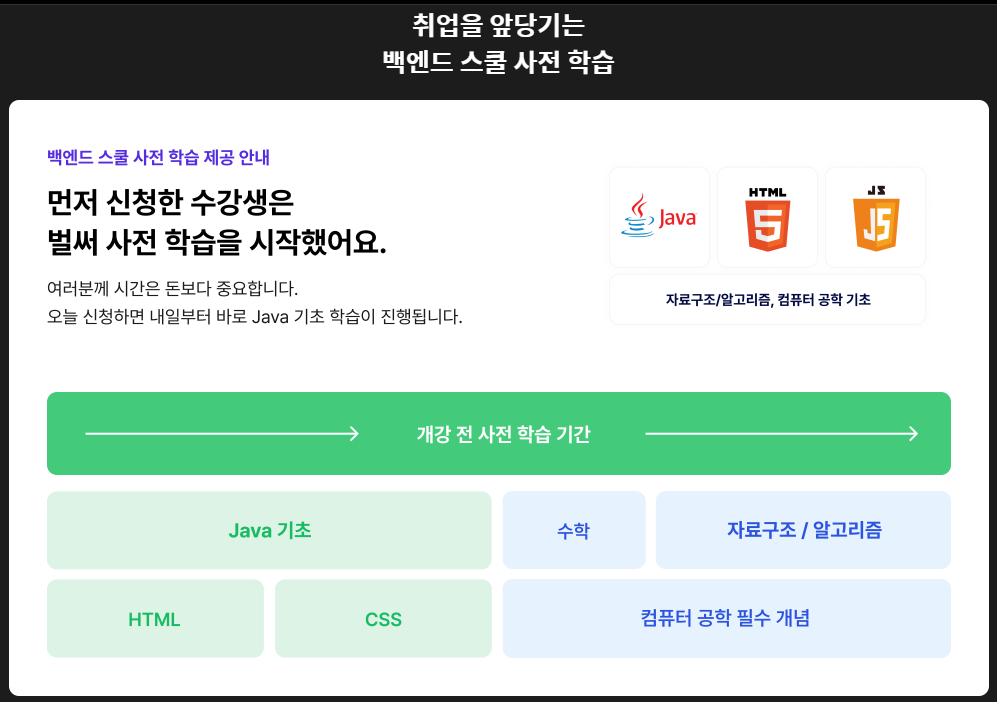 취업을 앞당기는
백엔드 스쿨 사전 학습
백엔드 스쿨 사전 학습 제공 안내
먼저 신청한 수강생은
벌써 사전 학습을 시작했어요.
여러분께 시간은 돈보다 중요합니다.
오늘 신청하면 내일부터 바로 Java 기초 학습이 진행됩니다.
Java
HTML
5
JS
JS
자료구조/알고리즘, 컴퓨터 공학 기초
개강 전 사전 학습 기간
Java 기초
수학
자료구조 / 알고리즘
HTML
CSS
컴퓨터 공학 필수 개념